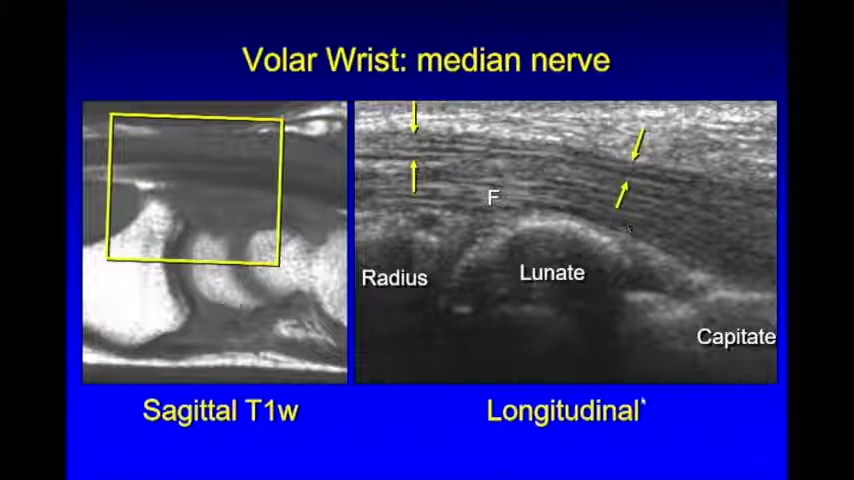 Volar Wrist: median nerve
F
Radius
Lunate
Capitate
Sagittal T1w
Longitudinal*